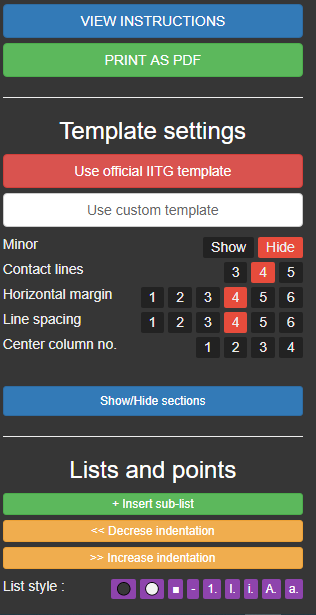 VIEW INSTRUCTIONS
PRINT AS PDF
Template settings
Use official IITG template
Use custom template
Minor Show Hide
Contact lines 3 4 5
Horizontal margin 1 2 3 4 5 6
Line spacing 1 2 3 4 5 6
Center column no. 1 2 3 4
Show/Hide sections
Lists and points
+ Insert sub-list
<< Decrese indentation
>> Increase indentation
List style : - 1. I. i. A. a.